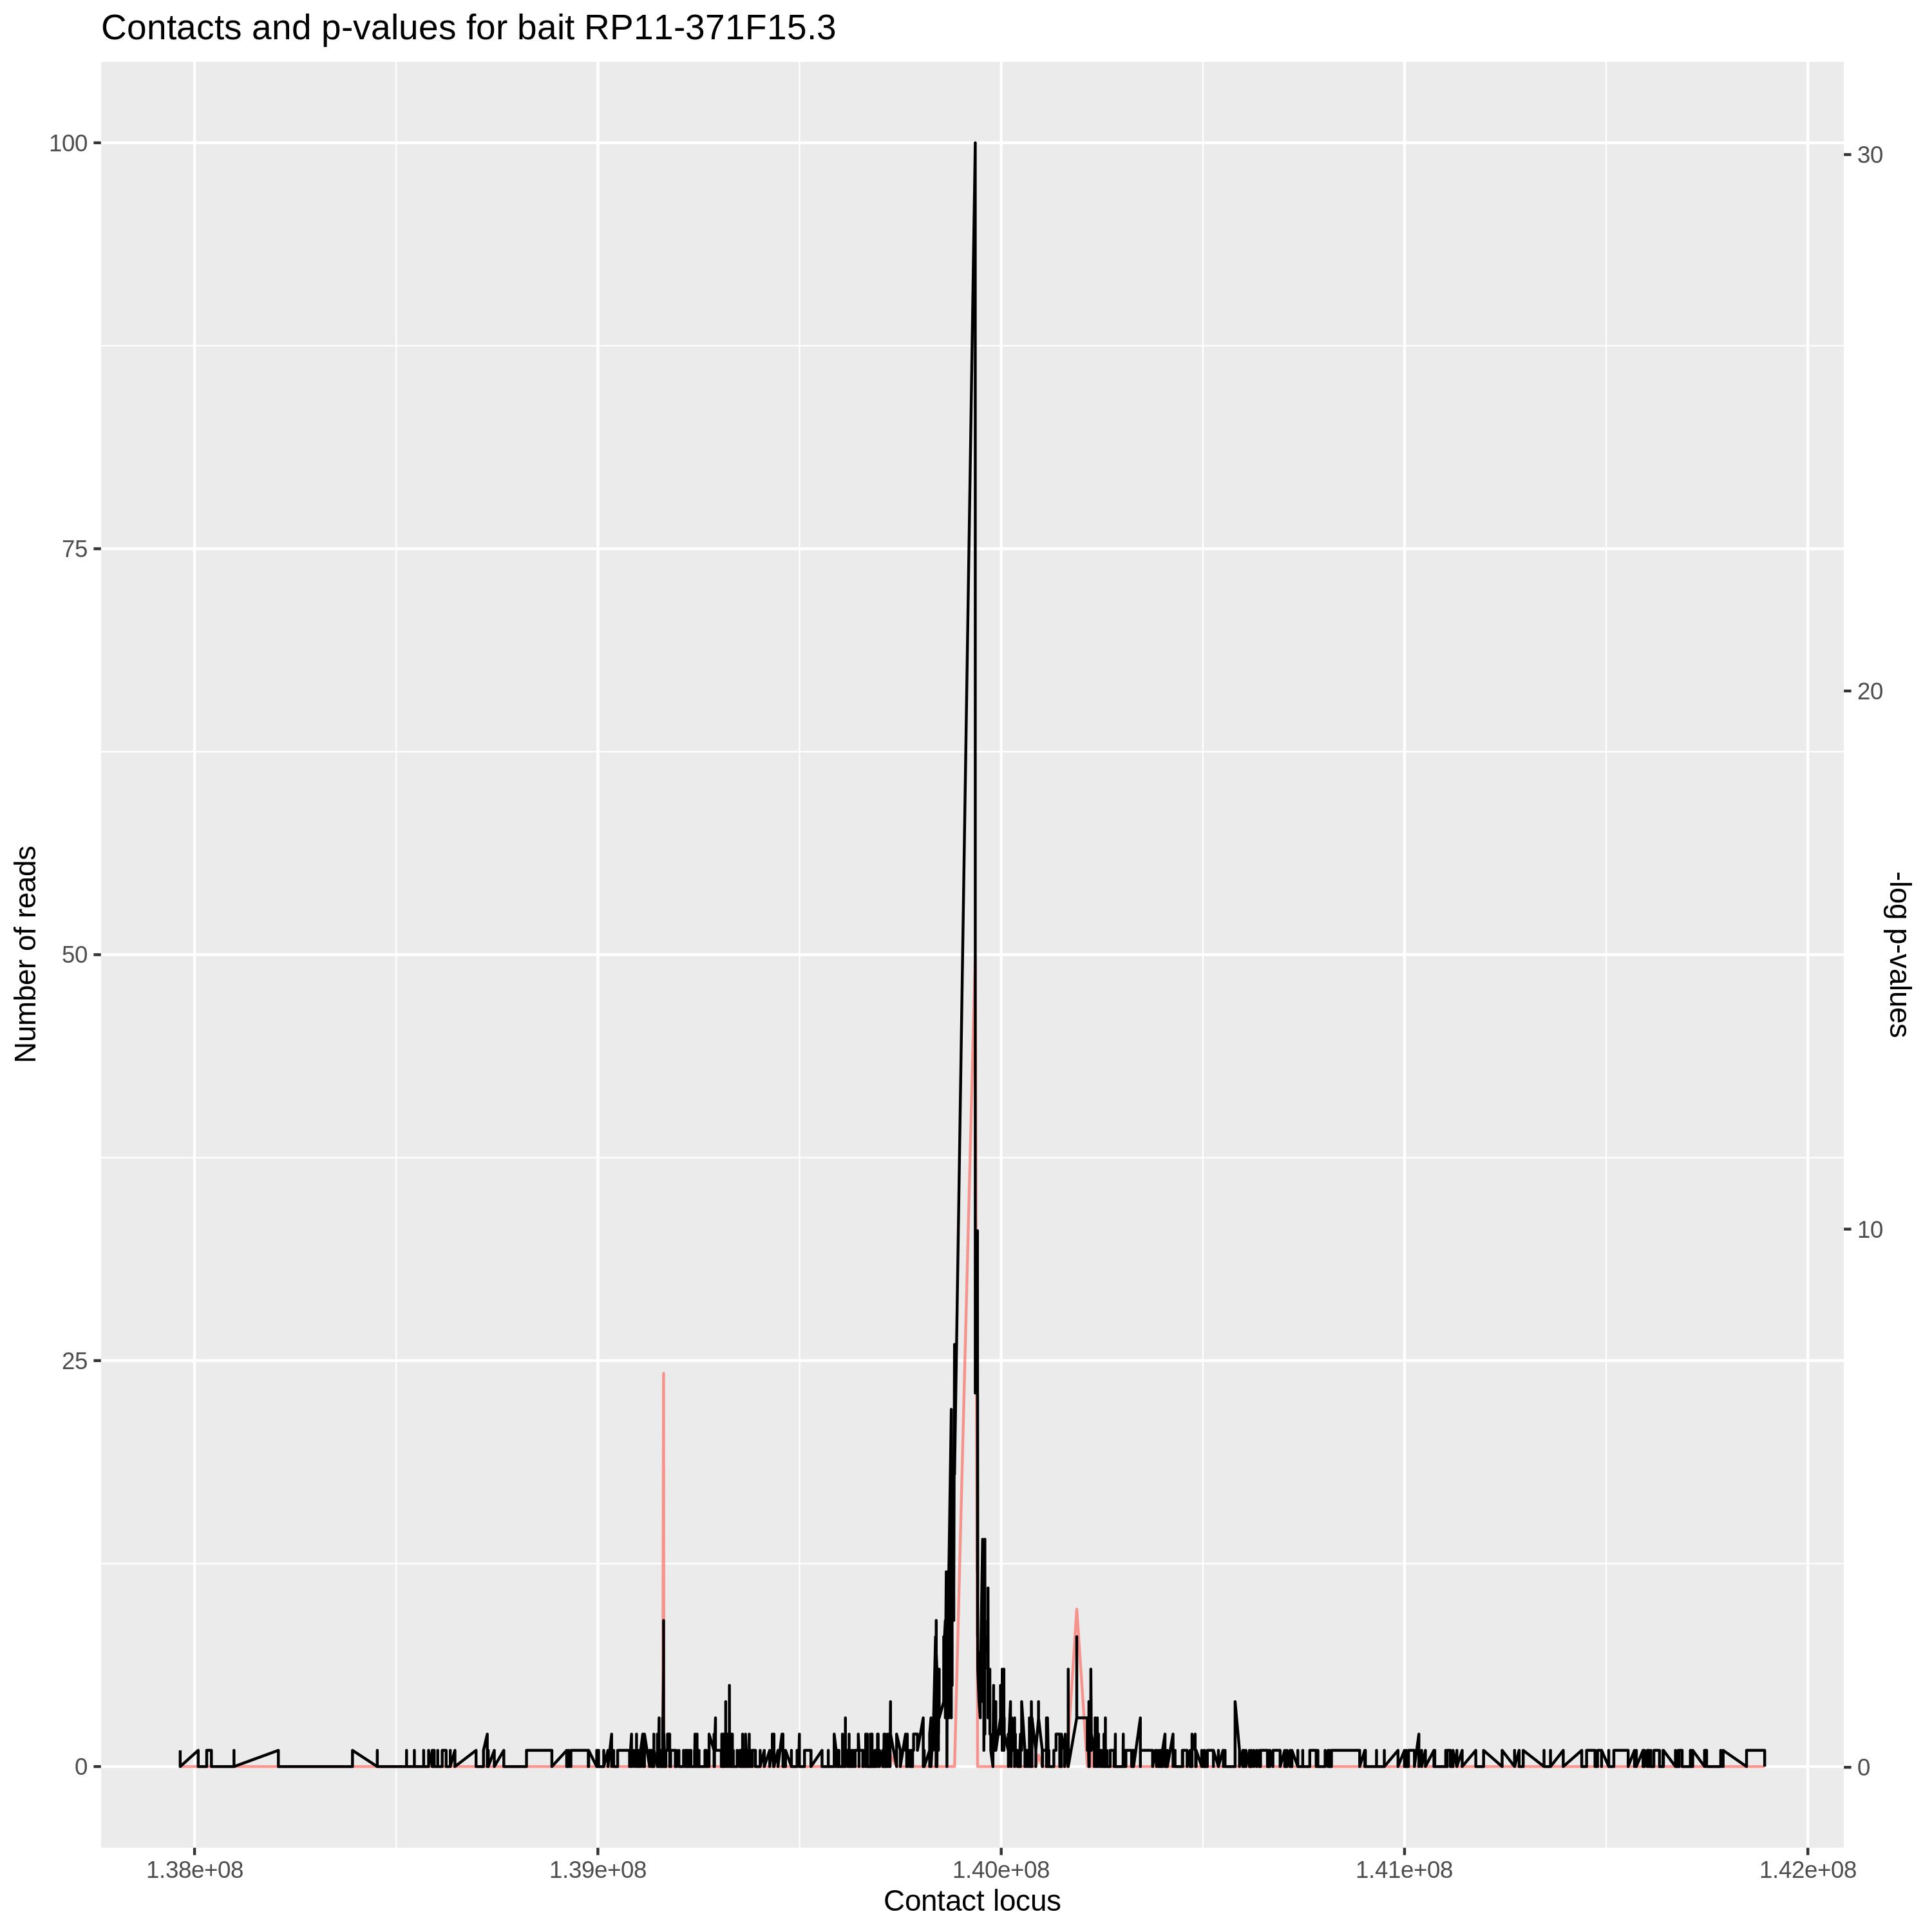 Contacts and p-values for bait RP11-371F15.3
100
75
50
25
0
Number of reads
30
20
10
0
-log p-values
1.38e+08
1.39e+08
1.40e+08
1.41e+08
1.42e+08
Contact locus